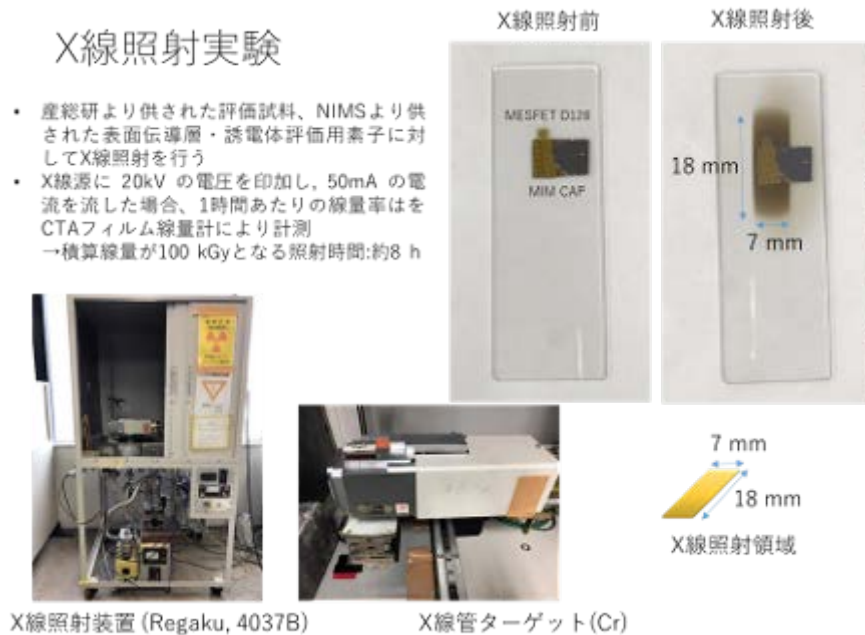 X線照射実験
• 産総研より供された評価試料、NIMSより供
された表面伝導層・誘電体評価用素子に対
してX線照射を行う
• X線源に 20kV の電圧を印加し, 50mA の電
流を流した場合、1時間あたりの線量率はを
CTAフィルム線量計により計測
→積算線量が100 kGyとなる照射時間:約8 h
X線照射前
MESFET D128
MIM CAP
X線照射後
18 mm
7 mm
7 mm
18 mm
X線照射領域
X線照射装置 (Regaku, 4037B)
X線管ターゲット(Cr)